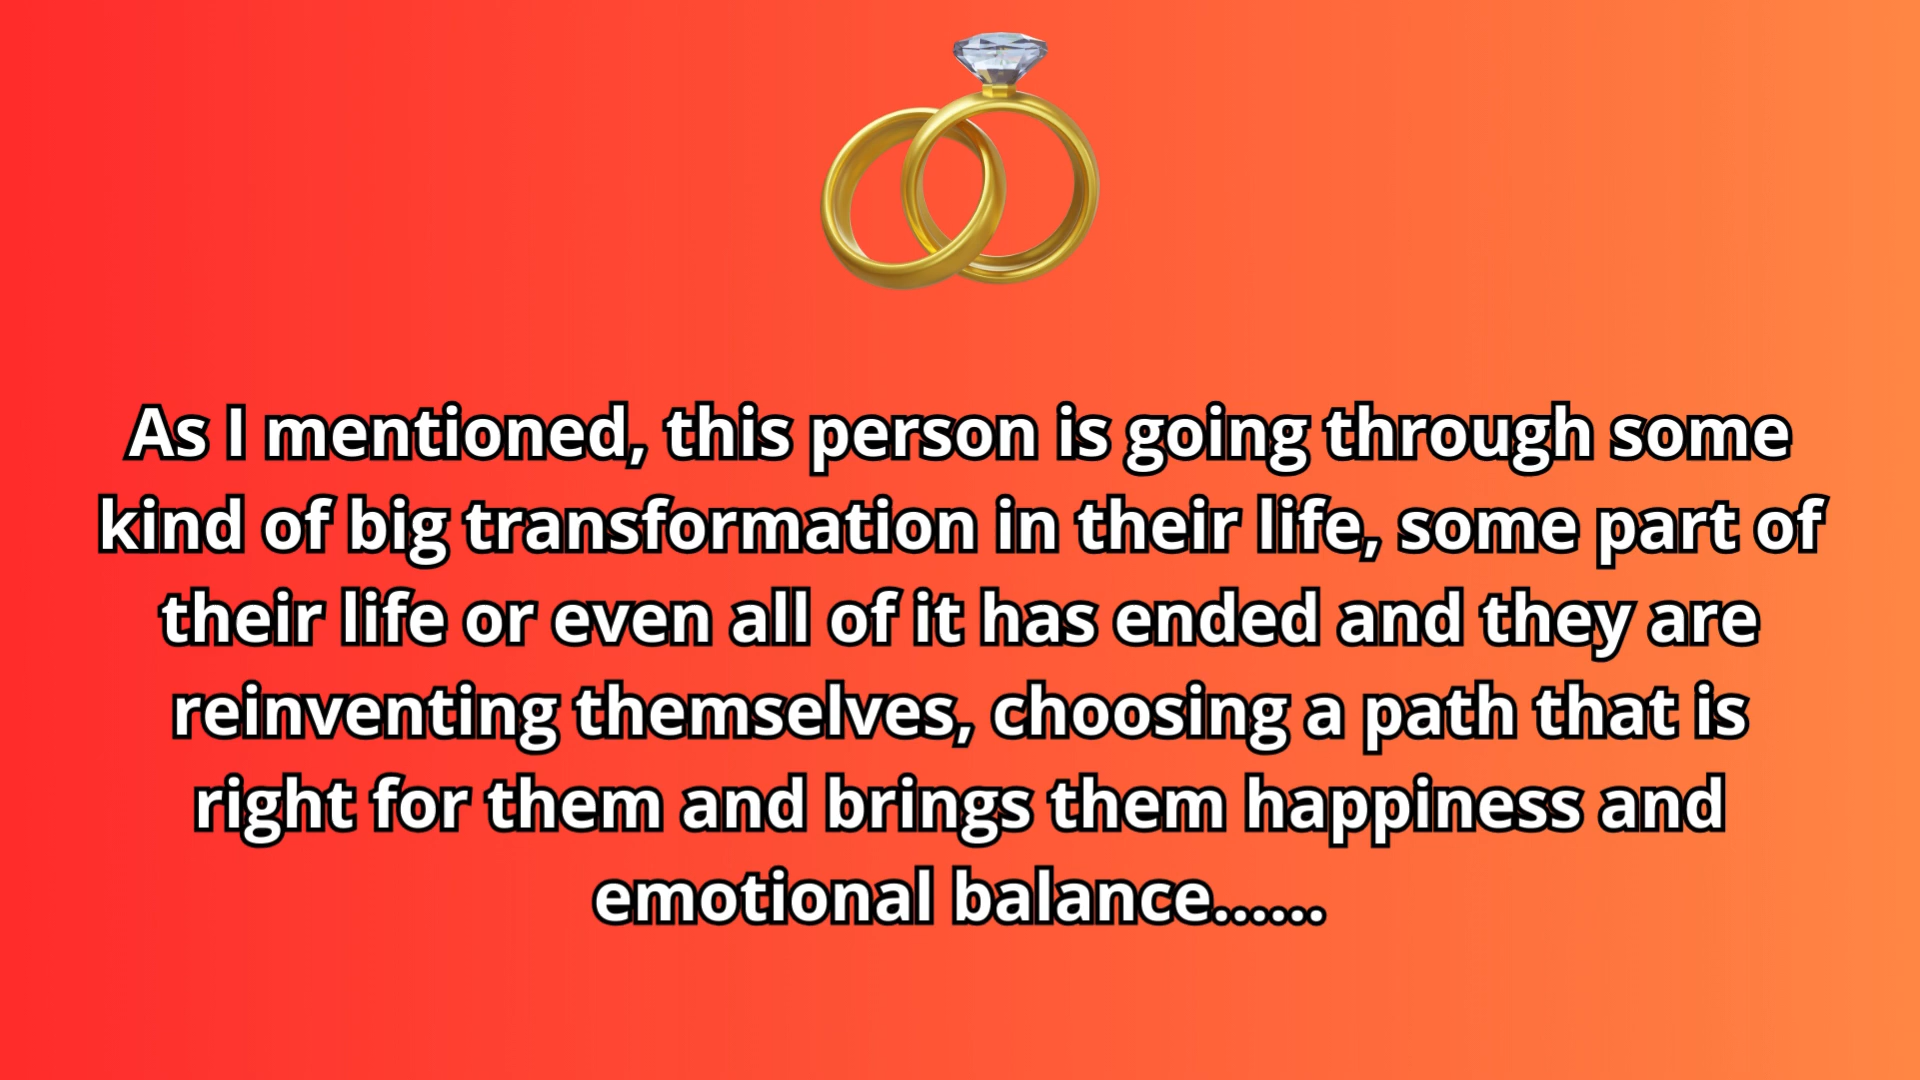 As I mentioned, this person is going through some
kind of big transformation in their life, some part of
their life or even all of it has ended and they are
reinventing themselves, choosing a path that is
right for them and brings them happiness and
emotional balance......